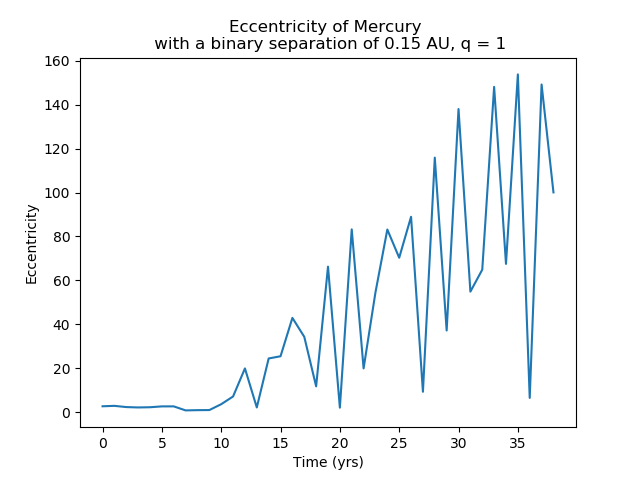 Eccentricity of Mercury
with a binary separation of 0.15 AU, q = 1
160
140
120
100
80
60
40
20
0
Eccentricity
0 5 10 15 20 25 30 35
Time (yrs)